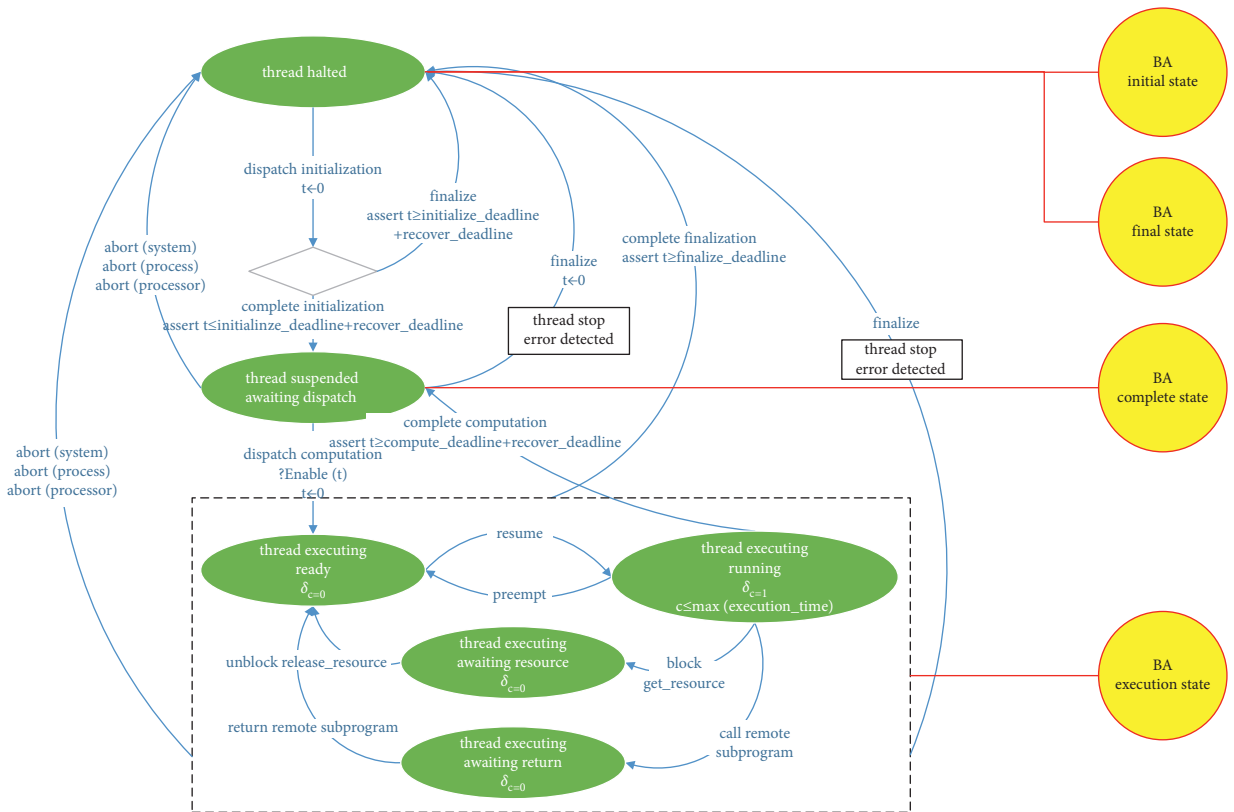 thread halted
BA
initial state
dispatch initialization
t←0
finalize
assert t≥initialize_deadline
+recover_deadline
BA
final state
abort (system)
abort (process)
abort (processor)
complete finalization
assert t≥finalize_deadline
finalize
t←0
complete initialization
assert t≤initialinze_deadline+recover_deadline
thread stop
error detected
finalize
thread stop
error detected
thread suspended
awaiting dispatch
BA
complete state
complete computation
assert t≥compute_deadline+recover_deadline
abort (system)
abort (process)
abort (processor)
dispatch computation
?Enable (t)
t←0
resume
thread executing
ready
δc=0
thread executing
running
δc=1
c≤max (execution_time)
preempt
unblock release_resource
thread executing
awaiting resource
δc=0
block
get_resource
BA
execution state
return remote subprogram
thread executing
awaiting return
δc=0
call remote
subprogram